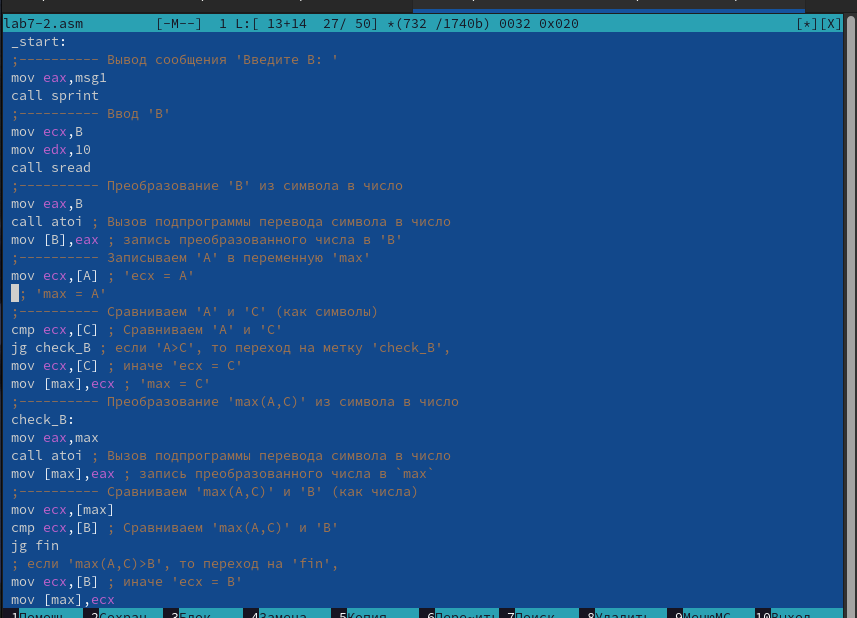 lab7-2.asm [-M--] 1 L:[ 13+14 27/ 50] *(732 /1740b) 0032 0x020 [*][X]
_start:
;---------- Вывод сообщения 'Введите B: '
mov eax,msg1
call sprint
;---------- Ввод 'B'
mov ecx,B
mov edx,10
call sread
;---------- Преобразование 'B' из символа в число
mov eax,B
call atoi ; Вызов подпрограммы перевода символа в число
mov [B],eax ; запись преобразованного числа в 'B'
;---------- Записываем 'A' в переменную 'max'
mov ecx,[A] ; 'ecx = A'
; 'max = A'
;---------- Сравниваем 'A' и 'С' (как символы)
cmp ecx,[C] ; Сравниваем 'A' и 'С'
jg check_B ; если 'A>C', то переход на метку 'check_B',
mov ecx,[C] ; иначе 'ecx = C'
mov [max],ecx ; 'max = C'
;---------- Преобразование 'max(A,C)' из символа в число
check_B:
mov eax,max
call atoi ; Вызов подпрограммы перевода символа в число
mov [max],eax ; запись преобразованного числа в `max`
;---------- Сравниваем 'max(A,C)' и 'B' (как числа)
mov ecx,[max]
cmp ecx,[B] ; Сравниваем 'max(A,C)' и 'B'
jg fin
; если 'max(A,C)>B', то переход на 'fin',
mov ecx,[B] ; иначе 'ecx = B'
mov [max],ecx
1Помощь 2Сохран 3Блок 4Замена 5Копия 6Пере~ить 7Поиск 8Удалить 9МенюMC 10Выход